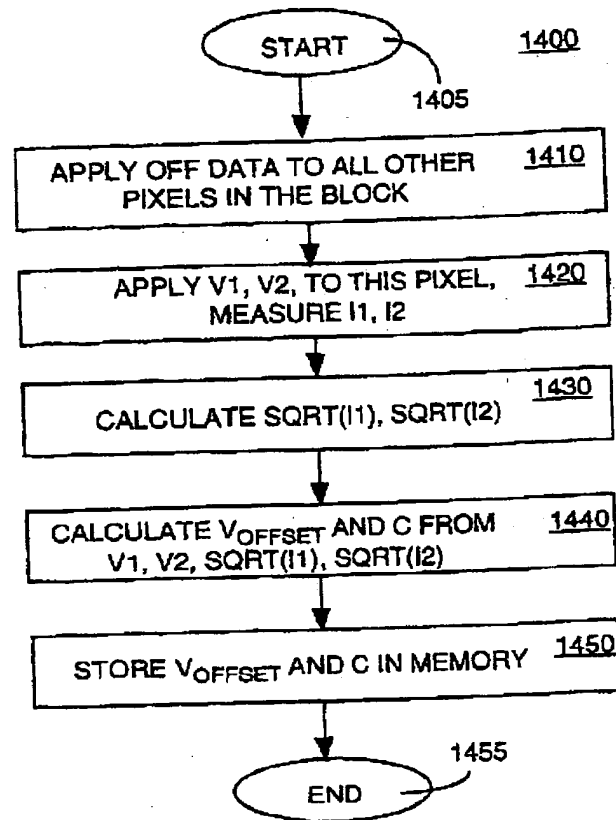 START
1400
1405
APPLY OFF DATA TO ALL OTHER
PIXELS IN THE BLOCK
1410
APPLY V1, V2, TO THIS PIXEL,
MEASURE I1, I2
1420
CALCULATE SQRT(I1), SQRT(I2)
1430
CALCULATE VOFFSET AND C FROM
V1, V2, SQRT(I1), SQRT(I2)
1440
STORE VOFFSET AND C IN MEMORY
1450
END
1455